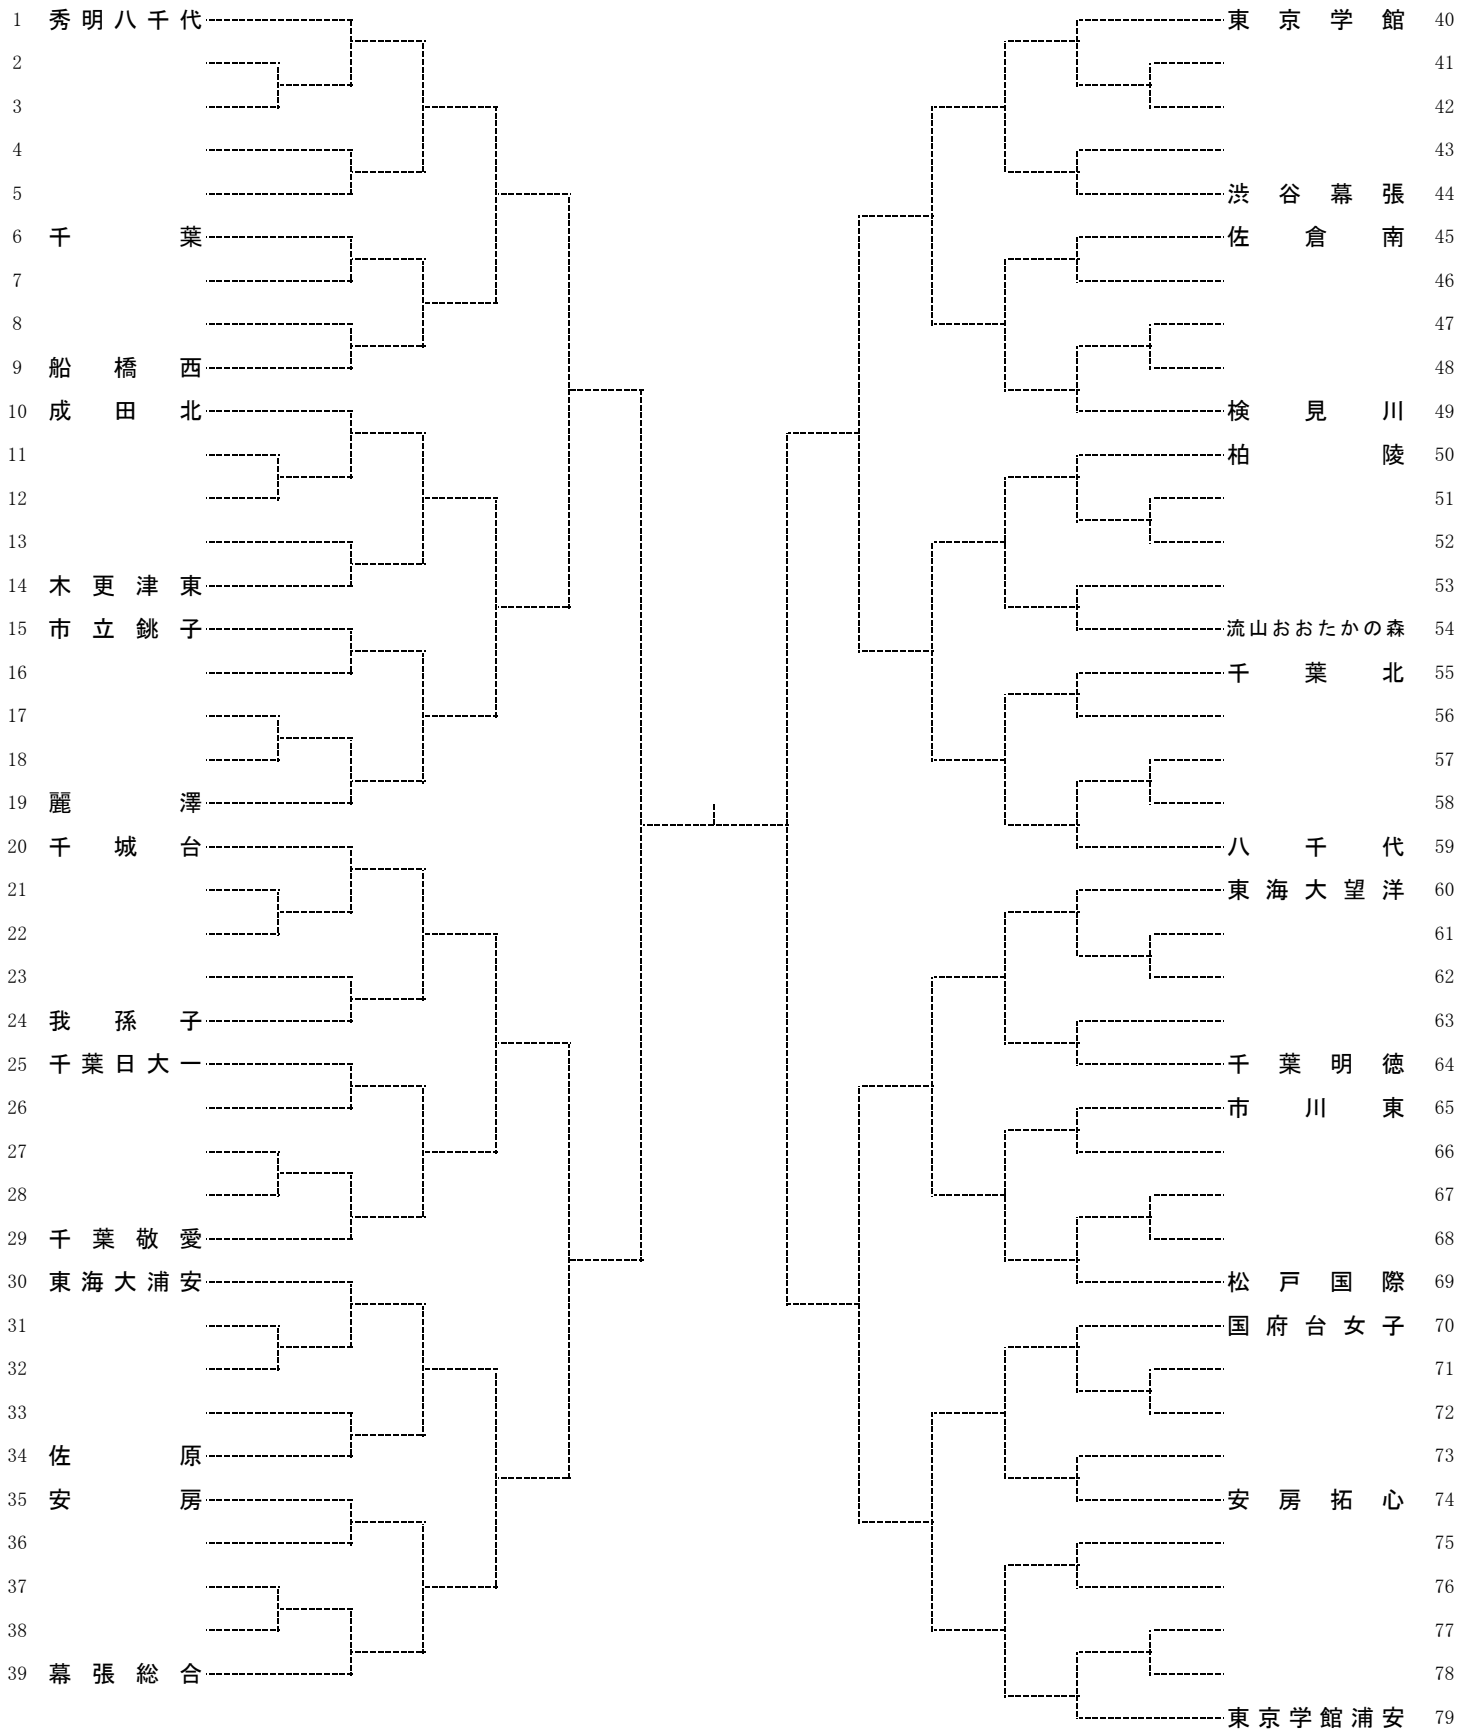 1 秀明八千代
2
3
4
5
6 千葉
7
8
9 船橋西
10 成田北
11
12
13
14 木更津東
15 市立銚子
16
17
18
19 麗澤
20 千城台
21
22
23
24 我孫子
25 千葉日大一
26
27
28
29 千葉敬愛
30 東海大浦安
31
32
33
34 佐原
35 安房
36
37
38
39 幕張総合
東京学館 40
41
42
43
渋谷幕張 44
佐倉南 45
46
47
48
検見川 49
柏陵 50
51
52
53
流山おおたかの森 54
千葉北 55
56
57
58
八千代 59
東海大望洋 60
61
62
63
千葉明徳 64
市川東 65
66
67
68
松戸国際 69
国府台女子 70
71
72
73
安房拓心 74
75
76
77
78
東京学館浦安 79